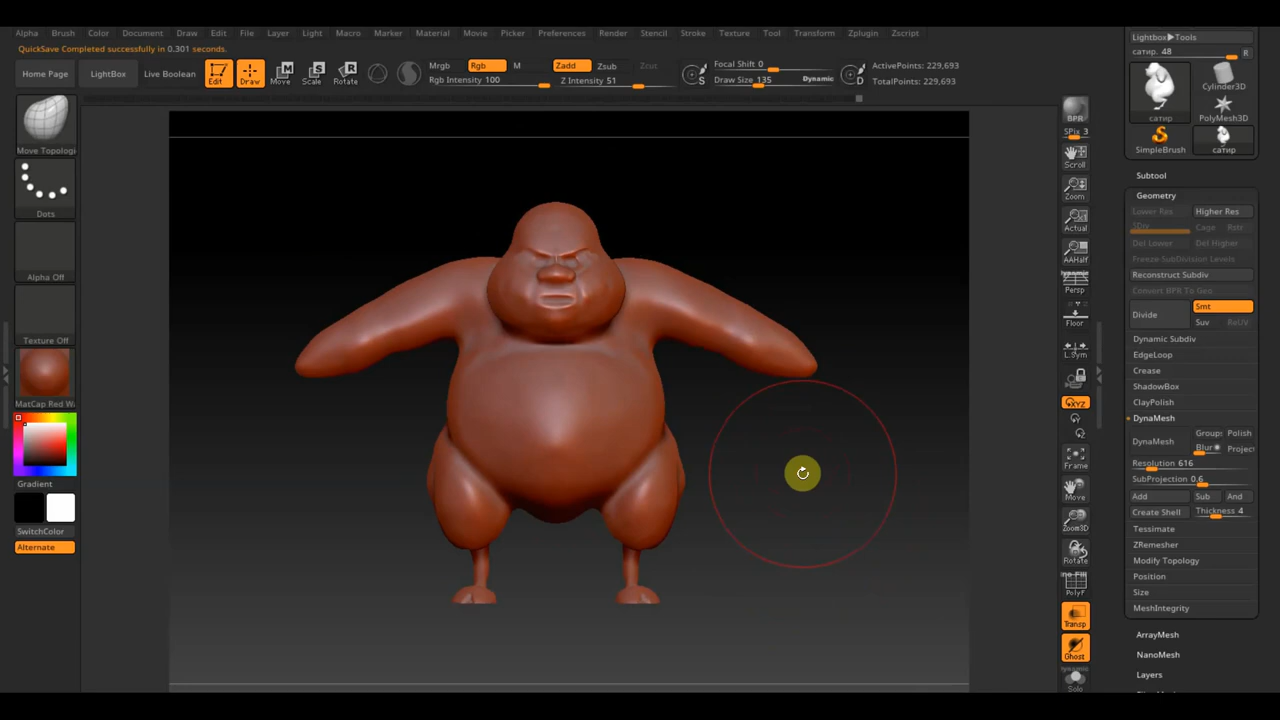 Alpha Brush Color Document Draw Edit File Layer Light Macro Marker Material Movie Picker Preferences Render Stencil Stroke Texture Tool Transform Zplugin Zscript
QuickSave Completed successfully in 0.301 seconds.
Home Page
LightBox
Live Boolean
Edit
Draw
Move
Scale
Rotate
Mrgb Rgb M
Rgb Intensity 100
Zadd Zsub Zcut
Z Intensity 51
S
Focal Shift 0
Draw Size 135 Dynamic
D
ActivePoints: 229,693
TotalPoints: 229,693
Move Topologi
Dots
Alpha Off
Texture Off
MatCap Red Wa
Gradient
SwitchColor
Alternate
BPR
SPix 3
Scroll
Zoom
Actual
AAHalf
dynamic
Persp
Floor
L.Sym
XYZ
Frame
Move
Zoom3D
Rotate
PolyF
Transp
Ghost
dynamic
Solo
Lightbox▶Tools
сатир. 48 R
сатир
Cylinder3D
PolyMesh3D
SimpleBrush
сатир
Subtool
Geometry
Lower Res Higher Res
SDiv Cage Rstr
Del Lower Del Higher
Freeze SubDivision Levels
Reconstruct Subdiv
Convert BPR To Geo
Divide
Smt
Suv ReUV
Dynamic Subdiv
EdgeLoop
Crease
ShadowBox
ClayPolish
DynaMesh
DynaMesh
Group: Polish
Blur Project
Resolution 616
SubProjection 0.6
Add Sub And
Create Shell Thickness 4
Tessimate
ZRemesher
Modify Topology
Position
Size
MeshIntegrity
ArrayMesh
NanoMesh
Layers